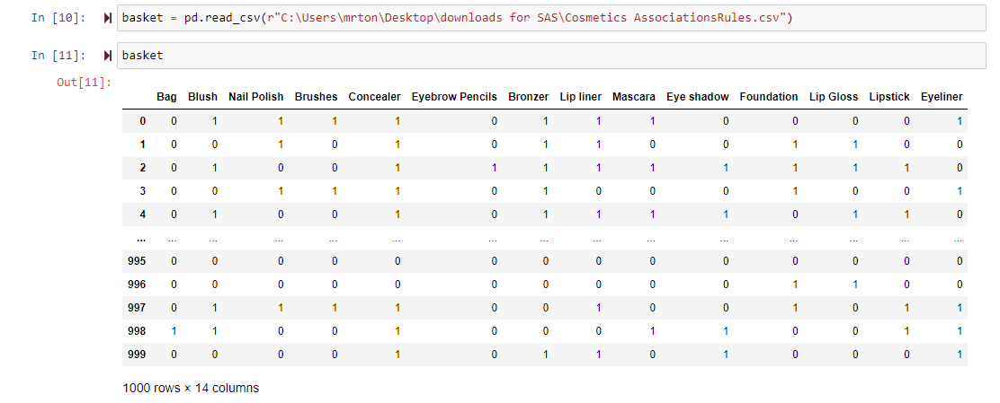 In [10]: basket = pd.read_csv(r"C:\Users\mrton\Desktop\downloads for SAS\Cosmetics AssociationsRules.csv")
In [11]: basket
Out[11]:
Bag Blush Nail Polish Brushes Concealer Eyebrow Pencils Bronzer Lip liner Mascara Eye shadow Foundation Lip Gloss Lipstick Eyeliner
0 0 1 1 1 1 0 1 1 1 0 0 0 0 1
1 0 0 1 0 1 0 1 1 0 0 1 1 0 0
2 0 1 0 0 1 1 1 1 1 1 1 1 1 0
3 0 0 1 1 1 0 1 0 0 0 1 0 0 1
4 0 1 0 0 1 0 1 1 1 1 0 1 1 0
... ... ... ... ... ... ... ... ... ... ... ... ... ... ...
995 0 0 0 0 0 0 0 0 0 0 0 0 0 0
996 0 0 0 0 0 0 0 0 0 0 1 1 0 0
997 0 1 1 1 1 0 0 1 0 0 1 0 1 1
998 1 1 0 0 1 0 0 0 1 1 0 0 1 1
999 0 0 0 0 1 0 1 1 0 1 0 0 0 1
1000 rows × 14 columns